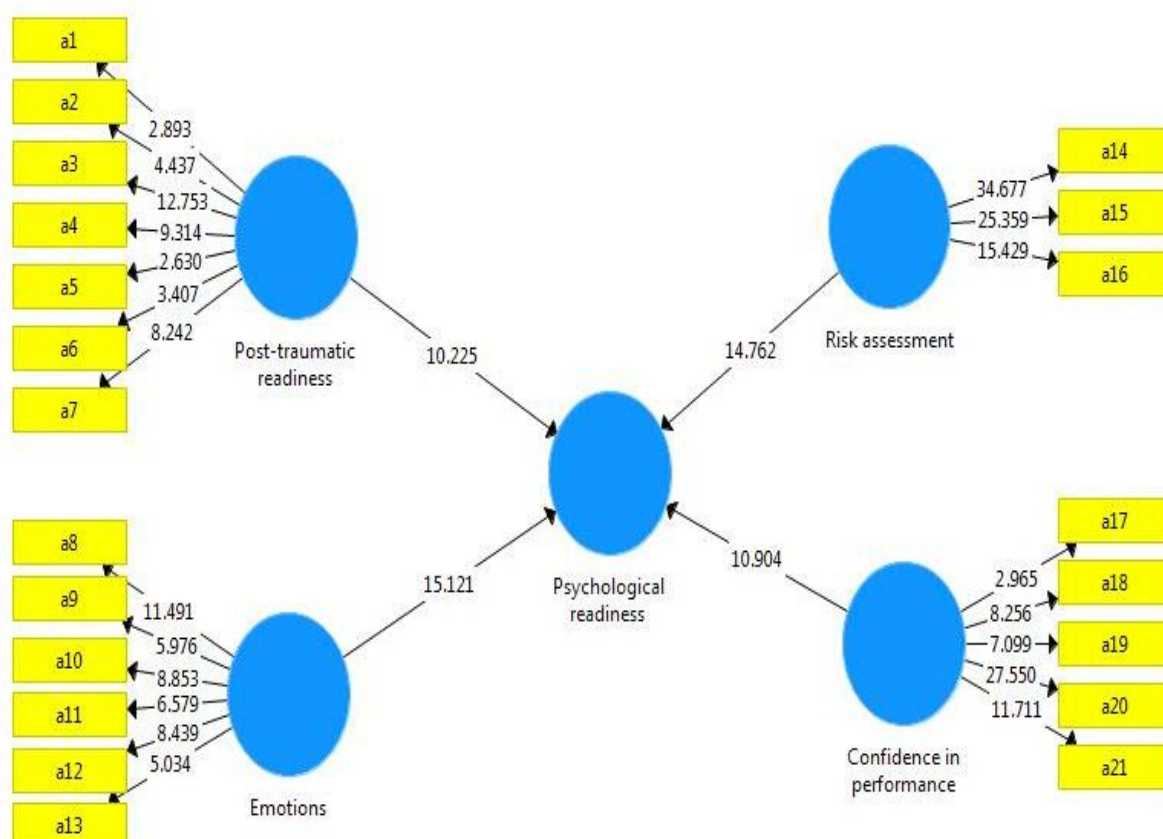 a1
a2
a3
a4
a5
a6
a7
2.893
4.437
12.753
9.314
2.630
3.407
8.242
Post-traumatic
readiness
10.225
a14
a15
a16
34.677
25.359
15.429
Risk assessment
14.762
Psychological
readiness
a8
a9
a10
a11
a12
a13
11.491
5.976
8.853
6.579
8.439
5.034
Emotions
15.121
a17
a18
a19
a20
a21
2.965
8.256
7.099
27.550
11.711
Confidence in
performance
10.904